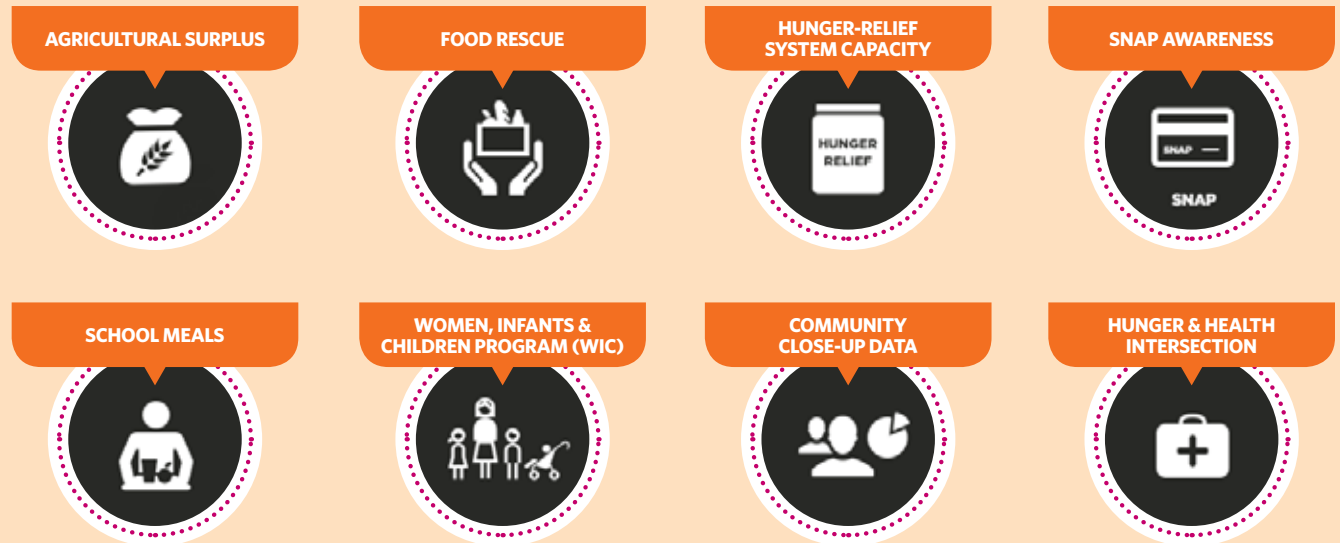 AGRICULTURAL SURPLUS
FOOD RESCUE
HUNGER-RELIEF
SYSTEM CAPACITY
SNAP AWARENESS
HUNGER
RELIEF
SNAP
SNAP
SCHOOL MEALS
WOMEN, INFANTS &
CHILDREN PROGRAM (WIC)
COMMUNITY
CLOSE-UP DATA
HUNGER & HEALTH
INTERSECTION